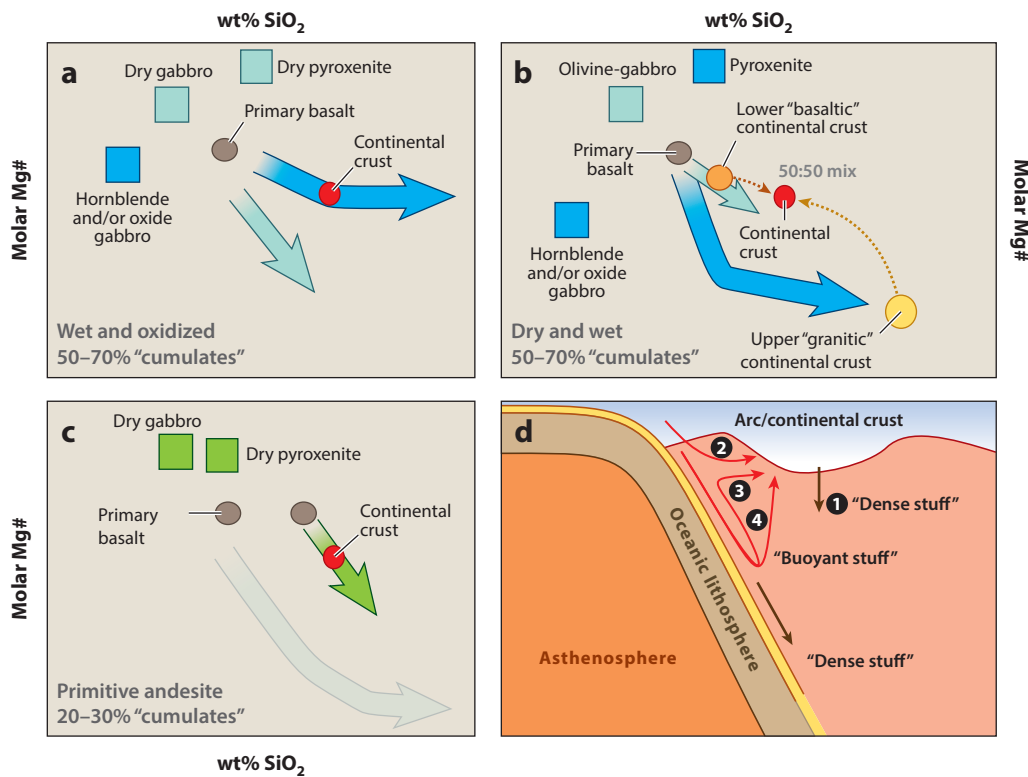 wt% SiO₂
wt% SiO₂
Molar Mg#
a
Dry gabbro
Dry pyroxenite
Primary basalt
Continental
crust
Hornblende
and/or oxide
gabbro
Wet and oxidized
50–70% “cumulates”
b
Olivine-gabbro
Pyroxenite
Lower “basaltic”
continental crust
Primary
basalt
50:50 mix
Continental
crust
Hornblende
and/or oxide
gabbro
Upper “granitic”
continental crust
Dry and wet
50–70% “cumulates”
Molar Mg#
Molar Mg#
c
Dry gabbro
Dry pyroxenite
Primary
basalt
Continental
crust
Primitive andesite
20–30% “cumulates”
wt% SiO₂
d
Arc/continental crust
2
3
4
1 “Dense stuff”
“Buoyant stuff”
Oceanic lithosphere
“Dense stuff”
Asthenosphere